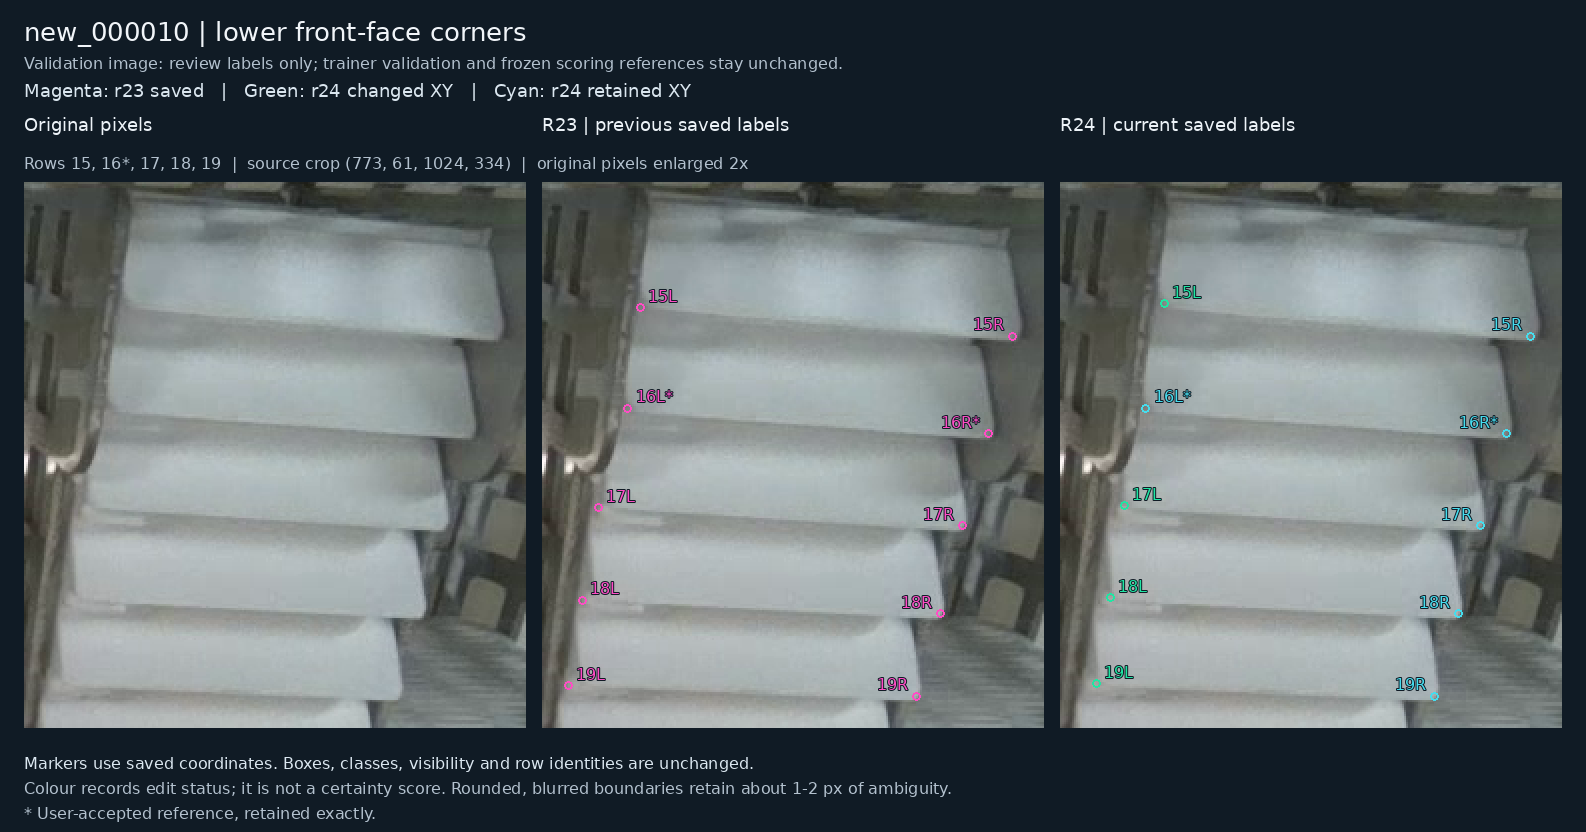 new_000010 | lower front-face corners
Validation image: review labels only; trainer validation and frozen scoring references stay unchanged.
Magenta: r23 saved | Green: r24 changed XY | Cyan: r24 retained XY
Original pixels
R23 | previous saved labels
R24 | current saved labels
Rows 15, 16*, 17, 18, 19 | source crop (773, 61, 1024, 334) | original pixels enlarged 2x
15L
15R
16L*
16R*
17L
17R
18L
18R
19L
19R
15L
15R
16L*
16R*
17L
17R
18L
18R
19L
19R
Markers use saved coordinates. Boxes, classes, visibility and row identities are unchanged.
Colour records edit status; it is not a certainty score. Rounded, blurred boundaries retain about 1-2 px of ambiguity.
* User-accepted reference, retained exactly.